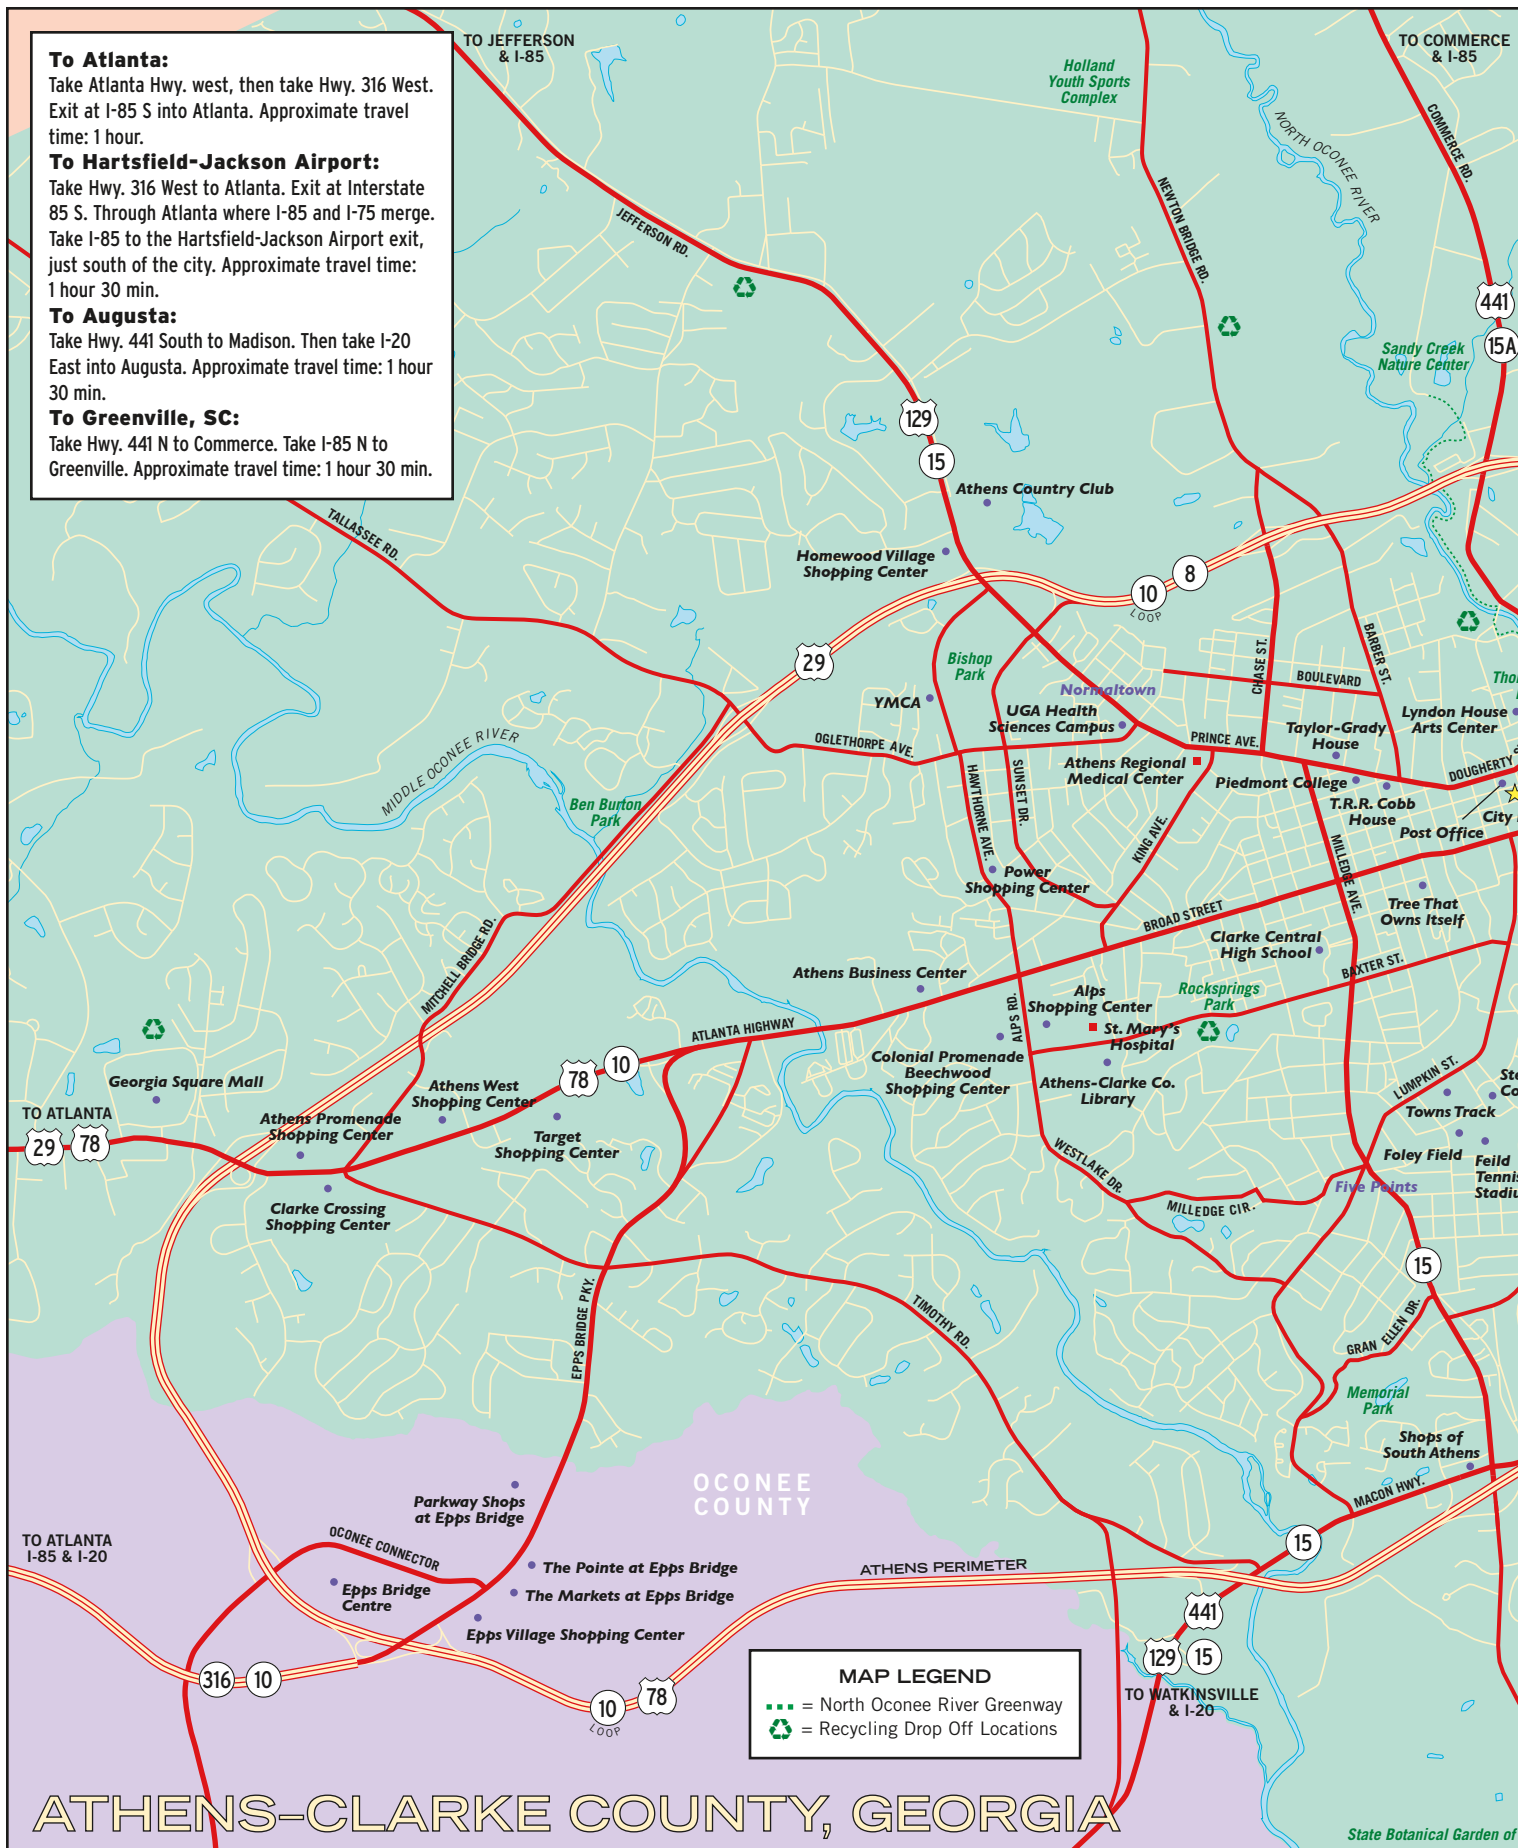 To Atlanta:
Take Atlanta Hwy. west, then take Hwy. 316 West.
Exit at I-85 S into Atlanta. Approximate travel
time: 1 hour.
To Hartsfield-Jackson Airport:
Take Hwy. 316 West to Atlanta. Exit at Interstate
85 S. Through Atlanta where I-85 and I-75 merge.
Take I-85 to the Hartsfield-Jackson Airport exit,
just south of the city. Approximate travel time:
1 hour 30 min.
To Augusta:
Take Hwy. 441 South to Madison. Then take I-20
East into Augusta. Approximate travel time: 1 hour
30 min.
To Greenville, SC:
Take Hwy. 441 N to Commerce. Take I-85 N to
Greenville. Approximate travel time: 1 hour 30 min.
TO JEFFERSON
& I-85
Holland
Youth Sports
Complex
TO COMMERCE
& I-85
COMMERCE RD.
NORTH OCONEE RIVER
NEWTON BRIDGE RD.
JEFFERSON RD.
441
15A
Sandy Creek
Nature Center
129
15
Athens Country Club
TALLASSEE RD.
Homewood Village
Shopping Center
8
10
LOOP
29
BARBER ST.
CHASE ST.
Bishop
Park
BOULEVARD
Normaltown
YMCA
UGA Health
Sciences Campus
Lyndon House
Arts Center
Taylor-Grady
House
PRINCE AVE.
OGLETHORPE AVE.
MIDDLE OCONEE RIVER
Athens Regional
Medical Center
DOUGHERTY
Piedmont College
HAWTHORNE AVE.
SUNSET DR.
T.R.R. Cobb
House
City
Post Office
Ben Burton
Park
KING AVE.
MILLEDGE AVE.
Power
Shopping Center
Tree That
Owns Itself
BROAD STREET
Clarke Central
High School
MITCHELL BRIDGE RD.
BAXTER ST.
Athens Business Center
Alps
Shopping Center
Rocksprings
Park
ALPS RD.
ATLANTA HIGHWAY
St. Mary's
Hospital
Colonial Promenade
Beechwood
Shopping Center
78
10
Georgia Square Mall
Athens West
Shopping Center
Athens-Clarke Co.
Library
LUMPKIN ST.
TO ATLANTA
29
78
Athens Promenade
Shopping Center
Towns Track
Target
Shopping Center
Foley Field
Feild
WESTLAKE DR.
Five Points
Clarke Crossing
Shopping Center
MILLEDGE CIR.
15
EPPS BRIDGE PKY.
TIMOTHY RD.
GRAN ELLEN DR.
Memorial
Park
Shops of
South Athens
OCONEE
COUNTY
Parkway Shops
at Epps Bridge
MACON HWY.
TO ATLANTA
I-85 & I-20
OCONEE CONNECTOR
15
ATHENS PERIMETER
The Pointe at Epps Bridge
Epps Bridge
Centre
The Markets at Epps Bridge
441
Epps Village Shopping Center
129
15
316
10
MAP LEGEND
= North Oconee River Greenway
= Recycling Drop Off Locations
10
LOOP
78
TO WATKINSVILLE
& I-20
ATHENS-CLARKE COUNTY, GEORGIA
State Botanical Garden of